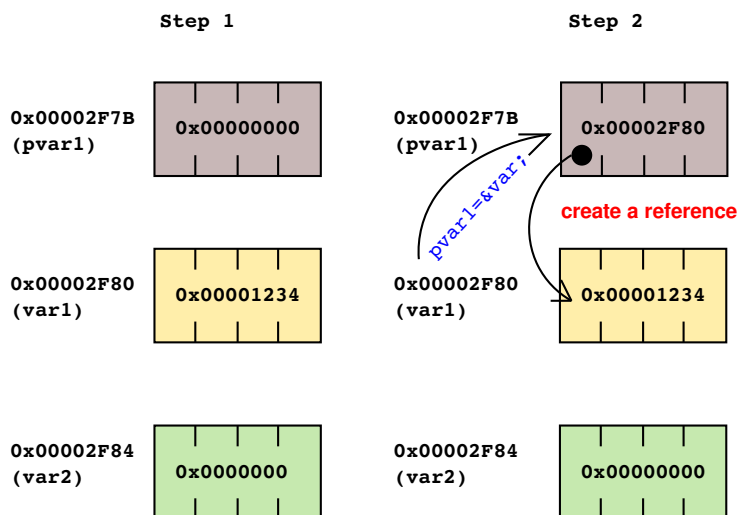 Step 1
Step 2
0x00002F7B
(pvar1)
0x00000000
0x00002F7B
(pvar1)
0x00002F80
pvar1=&var;
create a reference
0x00002F80
(var1)
0x00001234
0x00002F80
(var1)
0x00001234
0x00002F84
(var2)
0x0000000
0x00002F84
(var2)
0x00000000